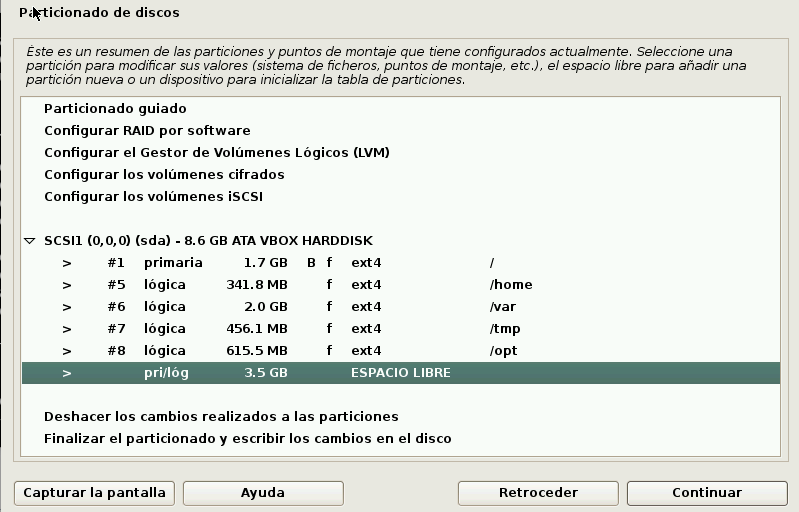 Particionado de discos
Éste es un resumen de las particiones y puntos de montaje que tiene configurados actualmente. Seleccione una
partición para modificar sus valores (sistema de ficheros, puntos de montaje, etc.), el espacio libre para añadir una
partición nueva o un dispositivo para inicializar la tabla de particiones.
Particionado guiado
Configurar RAID por software
Configurar el Gestor de Volúmenes Lógicos (LVM)
Configurar los volúmenes cifrados
Configurar los volúmenes iSCSI
SCSI1 (0,0,0) (sda) - 8.6 GB ATA VBOX HARDDISK
> #1 primaria 1.7 GB B f ext4 /
> #5 lógica 341.8 MB f ext4 /home
> #6 lógica 2.0 GB f ext4 /var
> #7 lógica 456.1 MB f ext4 /tmp
> #8 lógica 615.5 MB f ext4 /opt
> pri/lóg 3.5 GB ESPACIO LIBRE
Deshacer los cambios realizados a las particiones
Finalizar el particionado y escribir los cambios en el disco
Capturar la pantalla Ayuda Retroceder Continuar